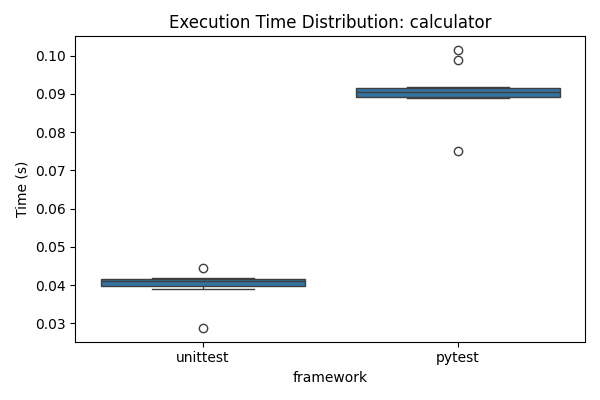 Execution Time Distribution: calculator
0.10
0.09
0.08
0.07
0.06
0.05
0.04
0.03
Time (s)
unittest
pytest
framework